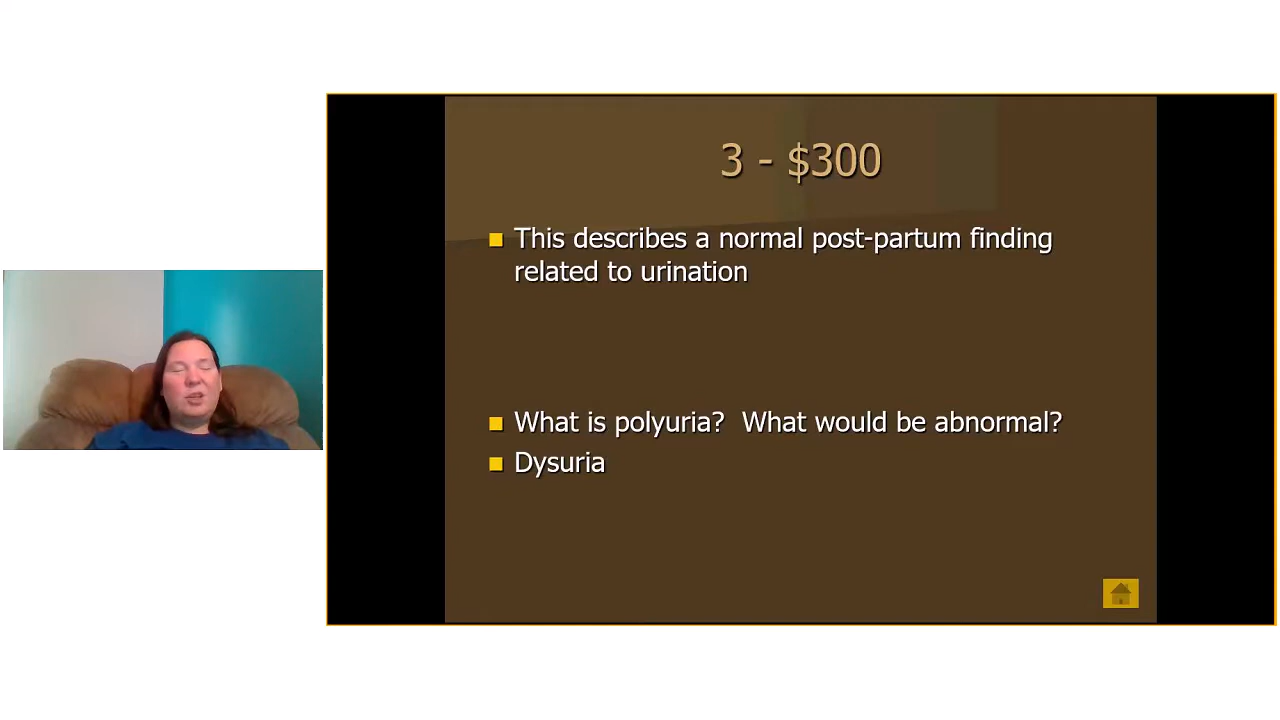 3 - $300
This describes a normal post-partum finding
related to urination
What is polyuria?  What would be abnormal?
Dysuria